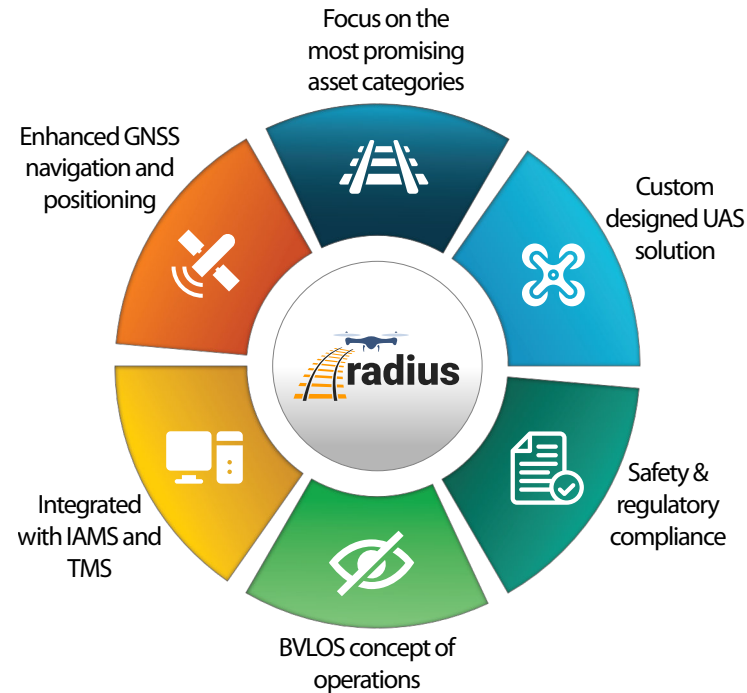 Focus on the
most promising
asset categories
Enhanced GNSS
navigation and
positioning
Custom
designed UAS
solution
radius
Integrated
with IAMS and
TMS
Safety &
regulatory
compliance
BVLOS concept of
operations